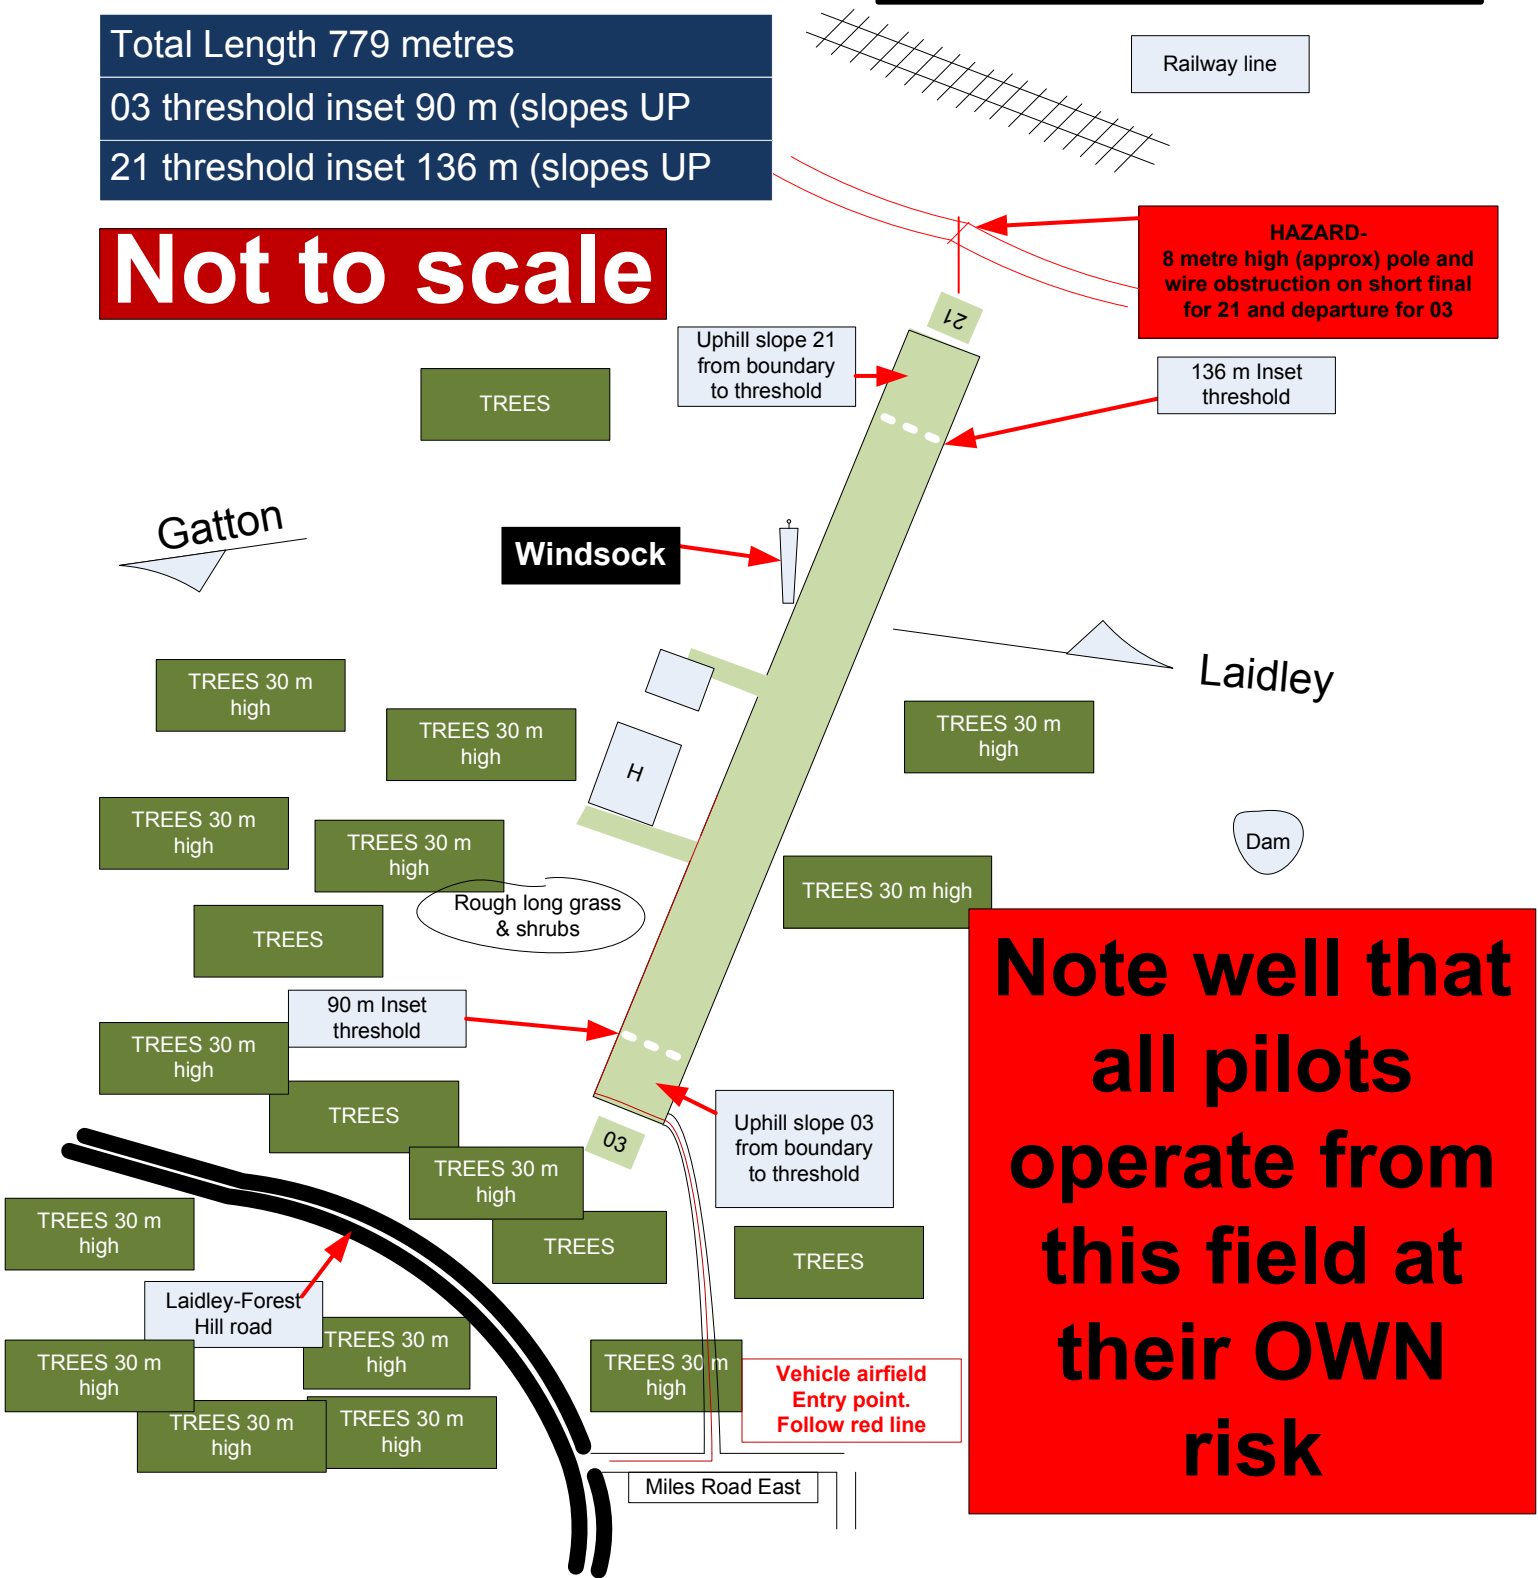 Total Length 779 metres
03 threshold inset 90 m (slopes UP
21 threshold inset 136 m (slopes UP
Railway line
Not to scale
HAZARD-
8 metre high (approx) pole and
wire obstruction on short final
for 21 and departure for 03
21
Uphill slope 21
from boundary
to threshold
136 m Inset
threshold
TREES
Gatton
Windsock
Laidley
TREES 30 m
high
TREES 30 m
high
TREES 30 m
high
H
TREES 30 m
high
TREES 30 m
high
Dam
TREES 30 m high
Rough long grass
& shrubs
TREES
Note well that
all pilots
operate from
this field at
their OWN
risk
90 m Inset
threshold
TREES 30 m
high
TREES
Uphill slope 03
from boundary
to threshold
03
TREES 30 m
high
TREES 30 m
high
TREES
TREES
Laidley-Forest
Hill road
TREES 30 m
high
TREES 30 m
high
TREES 30 m
high
Vehicle airfield
Entry point.
Follow red line
TREES 30 m
high
TREES 30 m
high
Miles Road East